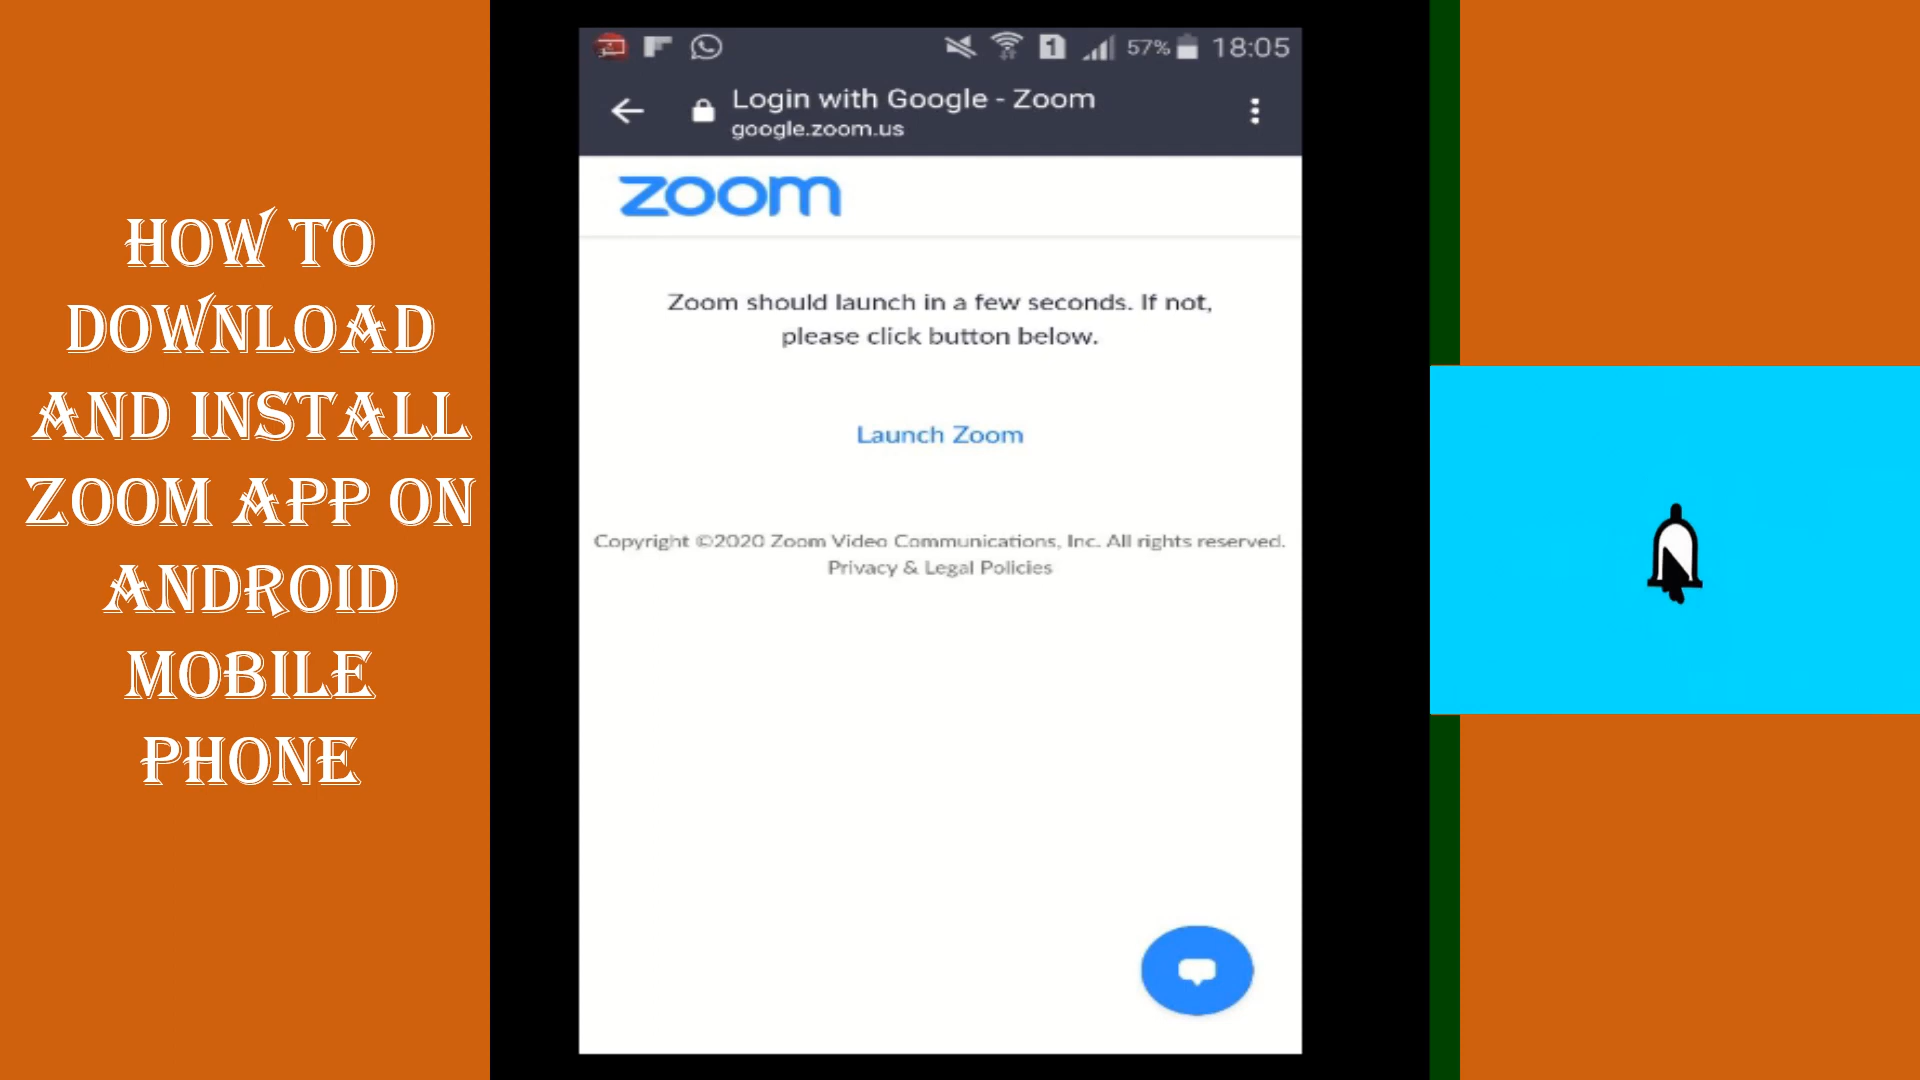 HOW TO
DOWNLOAD
AND INSTALL
ZOOM APP ON
ANDROID
MOBILE
PHONE
1 57% 18:05
Login with Google - Zoom
google.zoom.us
zoom
Zoom should launch in a few seconds. If not,
please click button below.
Launch Zoom
Copyright ©2020 Zoom Video Communications, Inc. All rights reserved.
Privacy & Legal Policies